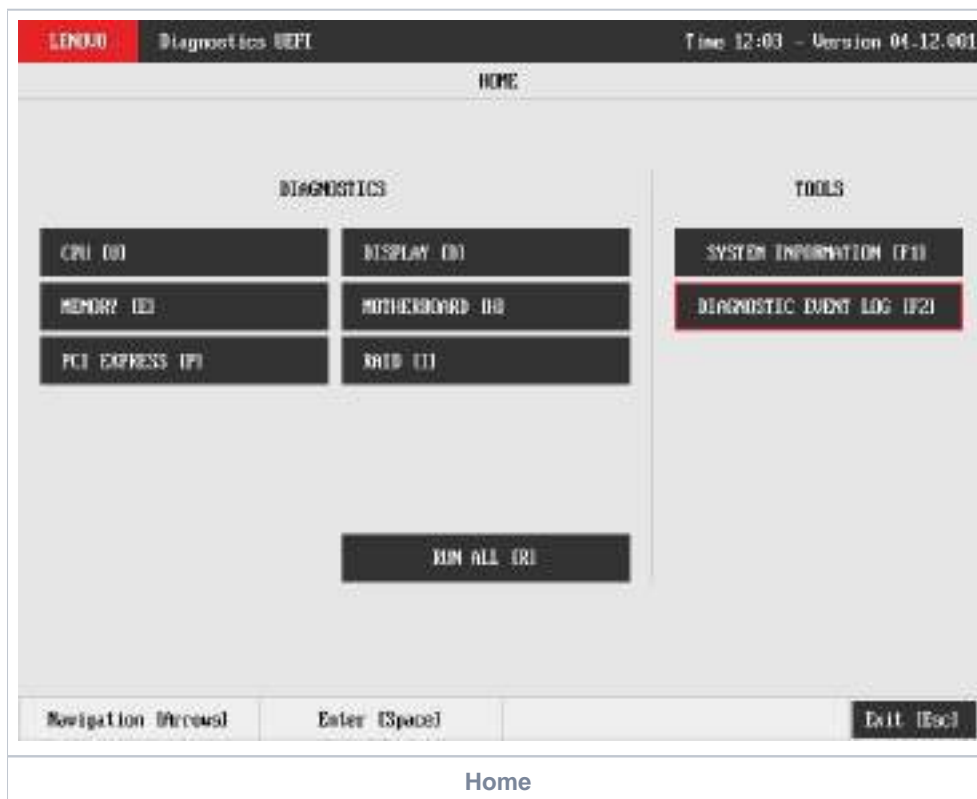 LENOVO Diagnostics UEFI Time 12:03 - Version 04.12.001
HOME
DIAGNOSTICS TOOLS
CPU [U] DISPLAY [D] SYSTEM INFORMATION [F1]
MEMORY [E] MOTHERBOARD [H] DIAGNOSTIC EVENT LOG [F2]
PCI EXPRESS [P] RAID [I]
RUN ALL [R]
Navigation [Arrows] Enter [Space] Exit [Esc]
Home